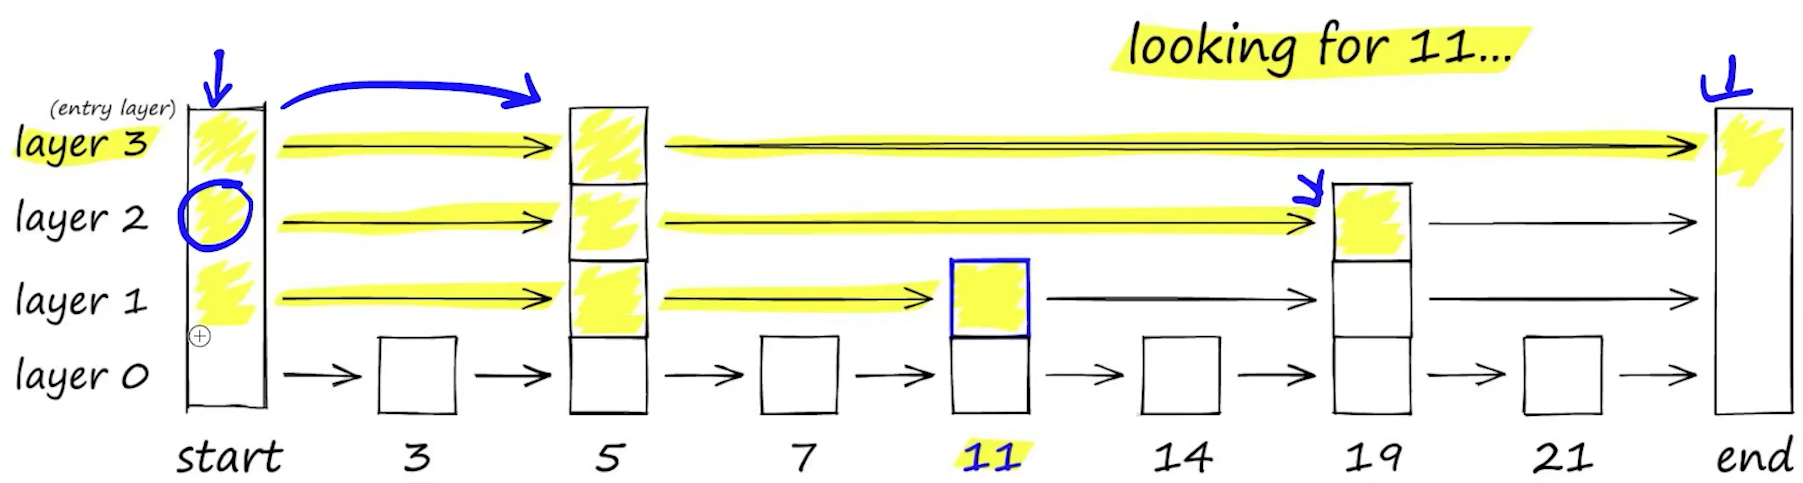 looking for 11...
(entry layer)
layer 3
layer 2
layer 1
layer 0
start 3 5 7 11 14 19 21 end